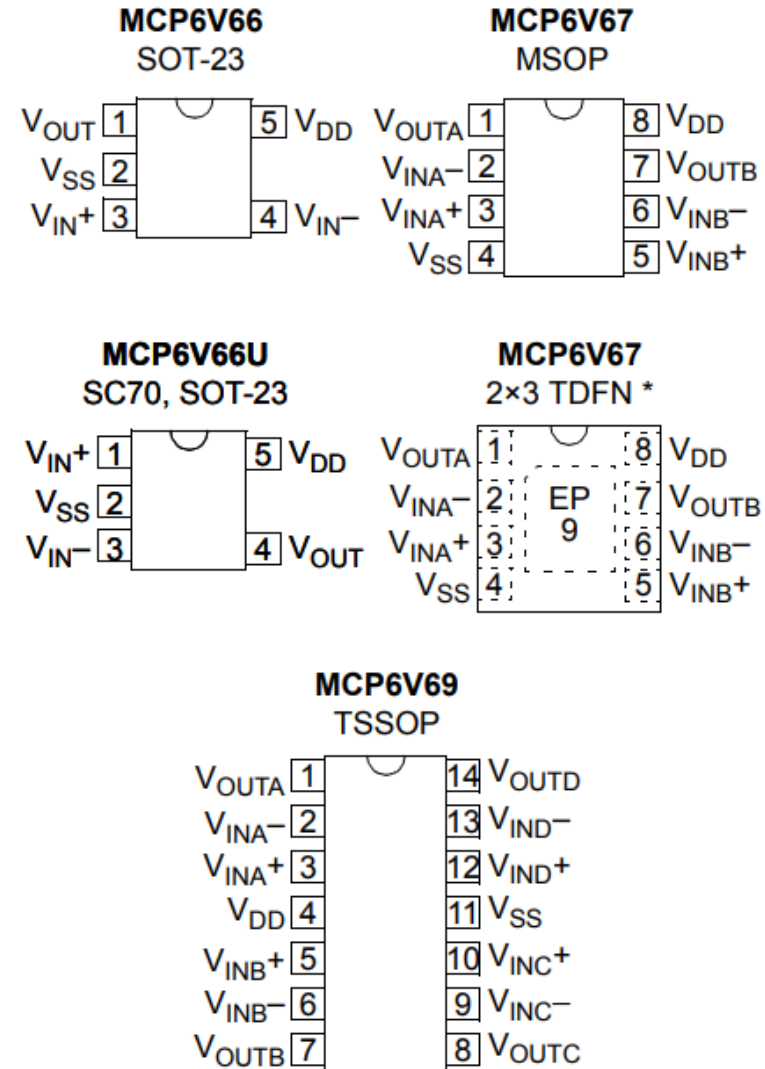 MCP6V66
SOT-23
VOUT 1 5 VDD
VSS 2
VIN+ 3 4 VIN–
MCP6V67
MSOP
VOUTA 1 8 VDD
VINA– 2 7 VOUTB
VINA+ 3 6 VINB–
VSS 4 5 VINB+
MCP6V66U
SC70, SOT-23
VIN+ 1 5 VDD
VSS 2
VIN– 3 4 VOUT
MCP6V67
2×3 TDFN *
VOUTA 1 8 VDD
VINA– 2 EP 7 VOUTB
VINA+ 3 9 6 VINB–
VSS 4 5 VINB+
MCP6V69
TSSOP
VOUTA 1 14 VOUTD
VINA– 2 13 VIND–
VINA+ 3 12 VIND+
VDD 4 11 VSS
VINB+ 5 10 VINC+
VINB– 6 9 VINC–
VOUTB 7 8 VOUTC